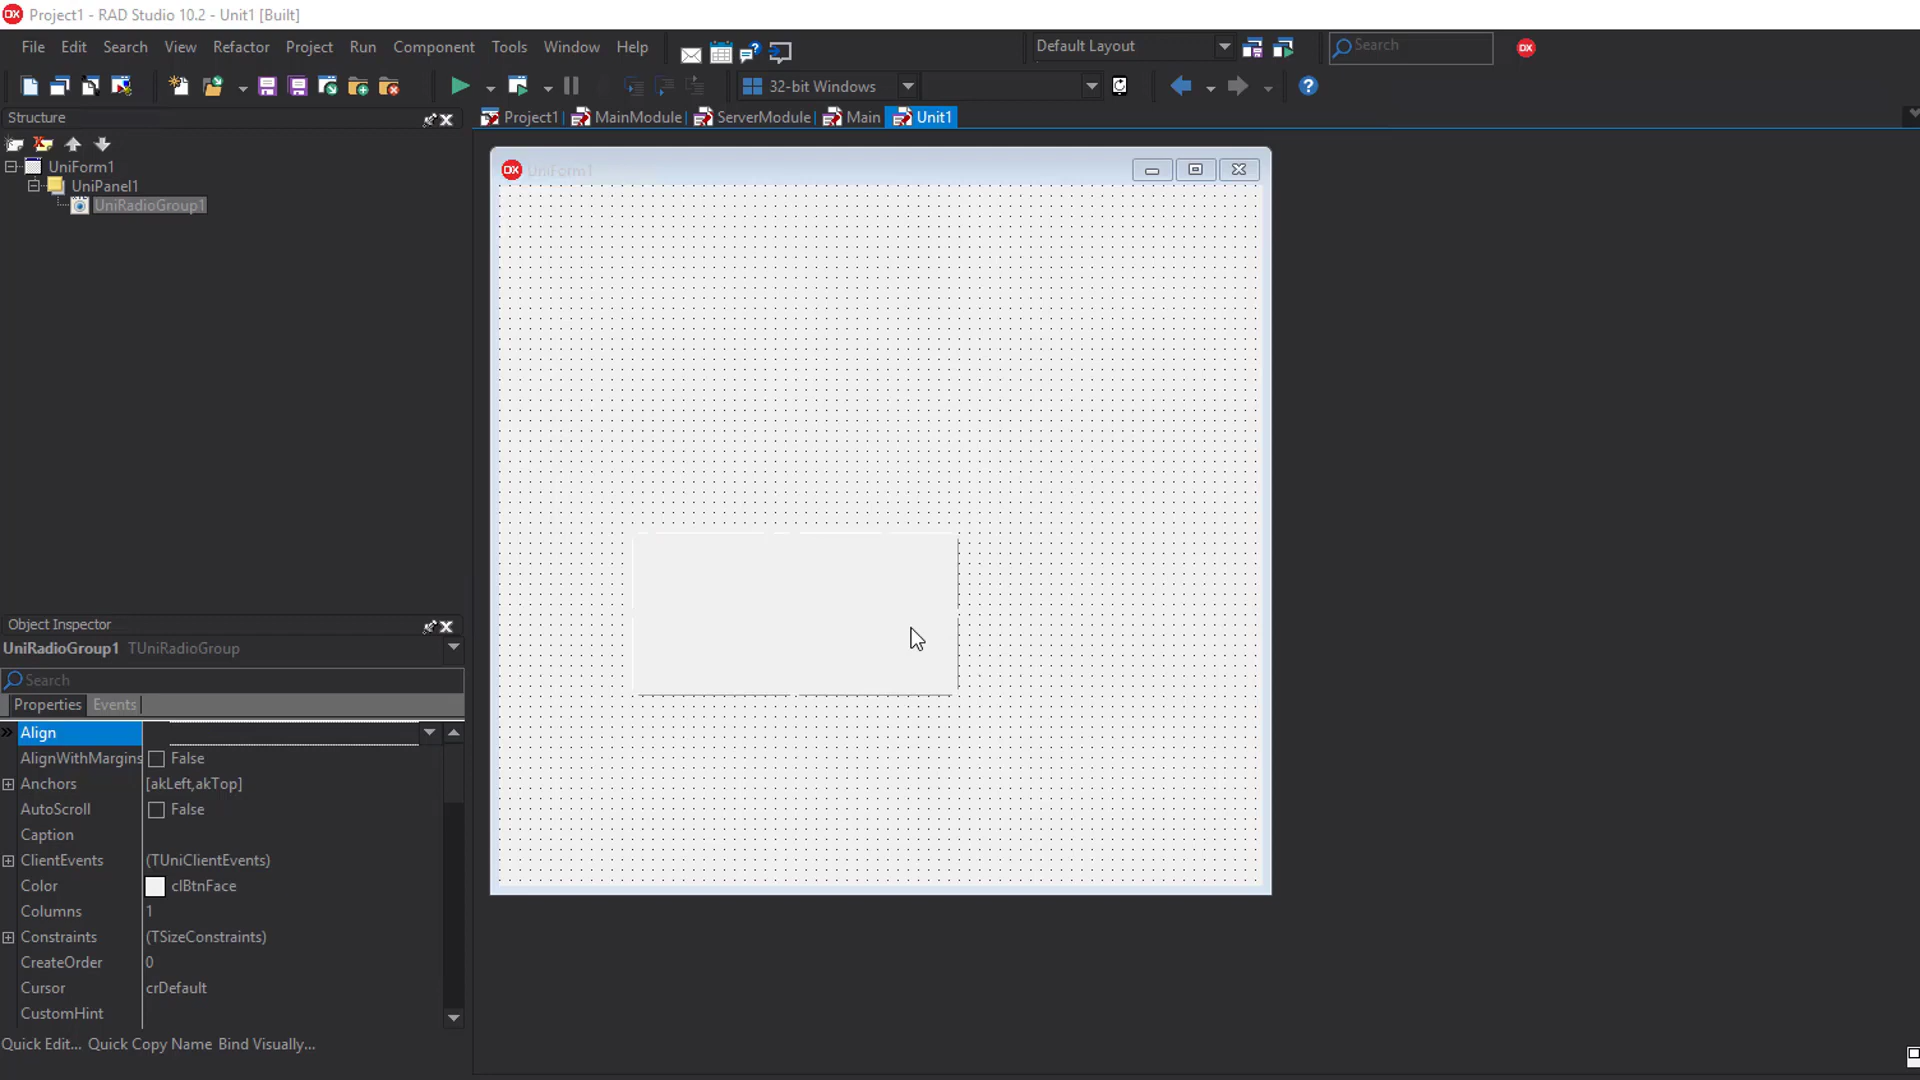 Project1 - RAD Studio 10.2 - Unit1 [Built]
File Edit Search View Refactor Project Run Component Tools Window Help
Default Layout
Search
32-bit Windows
Structure
Project1 MainModule ServerModule Main Unit1
UniForm1
UniPanel1
UniRadioGroup1
UniForm1
Object Inspector
UniRadioGroup1 TUniRadioGroup
Search
Properties Events
Align
AlignWithMargins False
Anchors [akLeft,akTop]
AutoScroll False
Caption
ClientEvents (TUniClientEvents)
Color clBtnFace
Columns 1
Constraints (TSizeConstraints)
CreateOrder 0
Cursor crDefault
CustomHint
Quick Edit... Quick Copy Name Bind Visually...